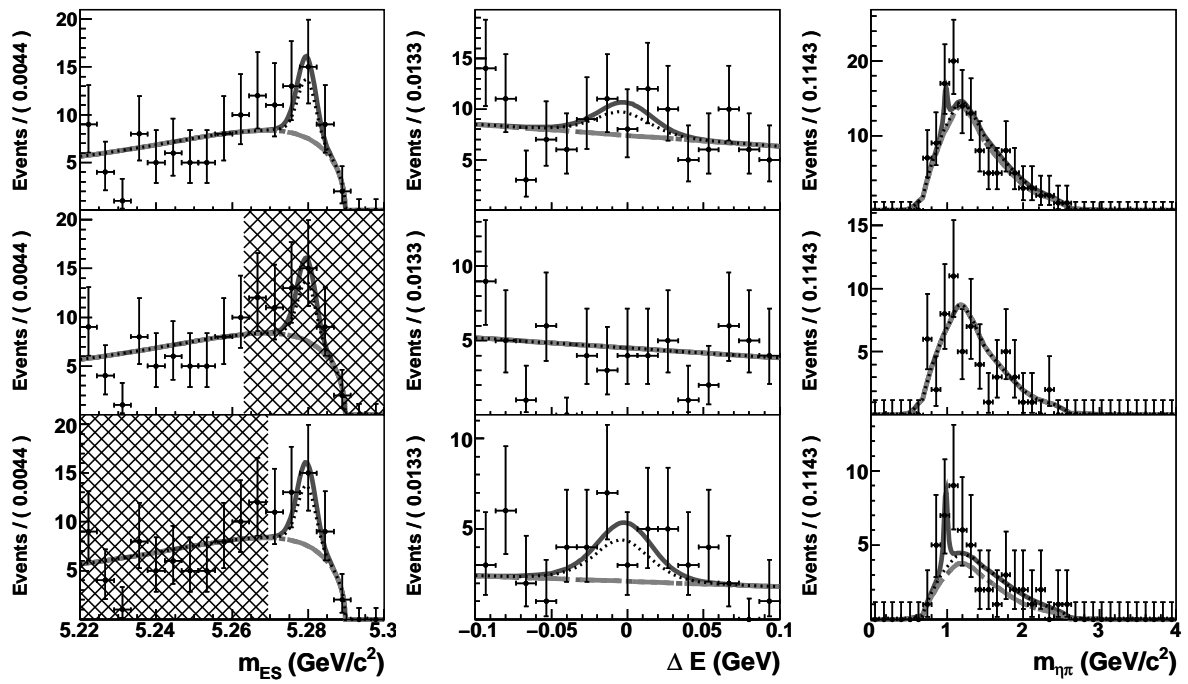 Events / ( 0.0044 )
20
15
10
5
Events / ( 0.0133 )
15
10
5
Events / ( 0.1143 )
20
10
Events / ( 0.0044 )
20
15
10
5
Events / ( 0.0133 )
10
5
Events / ( 0.1143 )
15
10
5
Events / ( 0.0044 )
20
15
10
5
5.22 5.24 5.26 5.28 5.3
m_ES (GeV/c²)
Events / ( 0.0133 )
10
5
−0.1 −0.05 0 0.05 0.1
Δ E (GeV)
Events / ( 0.1143 )
10
5
0 1 2 3 4
m_ηπ (GeV/c²)